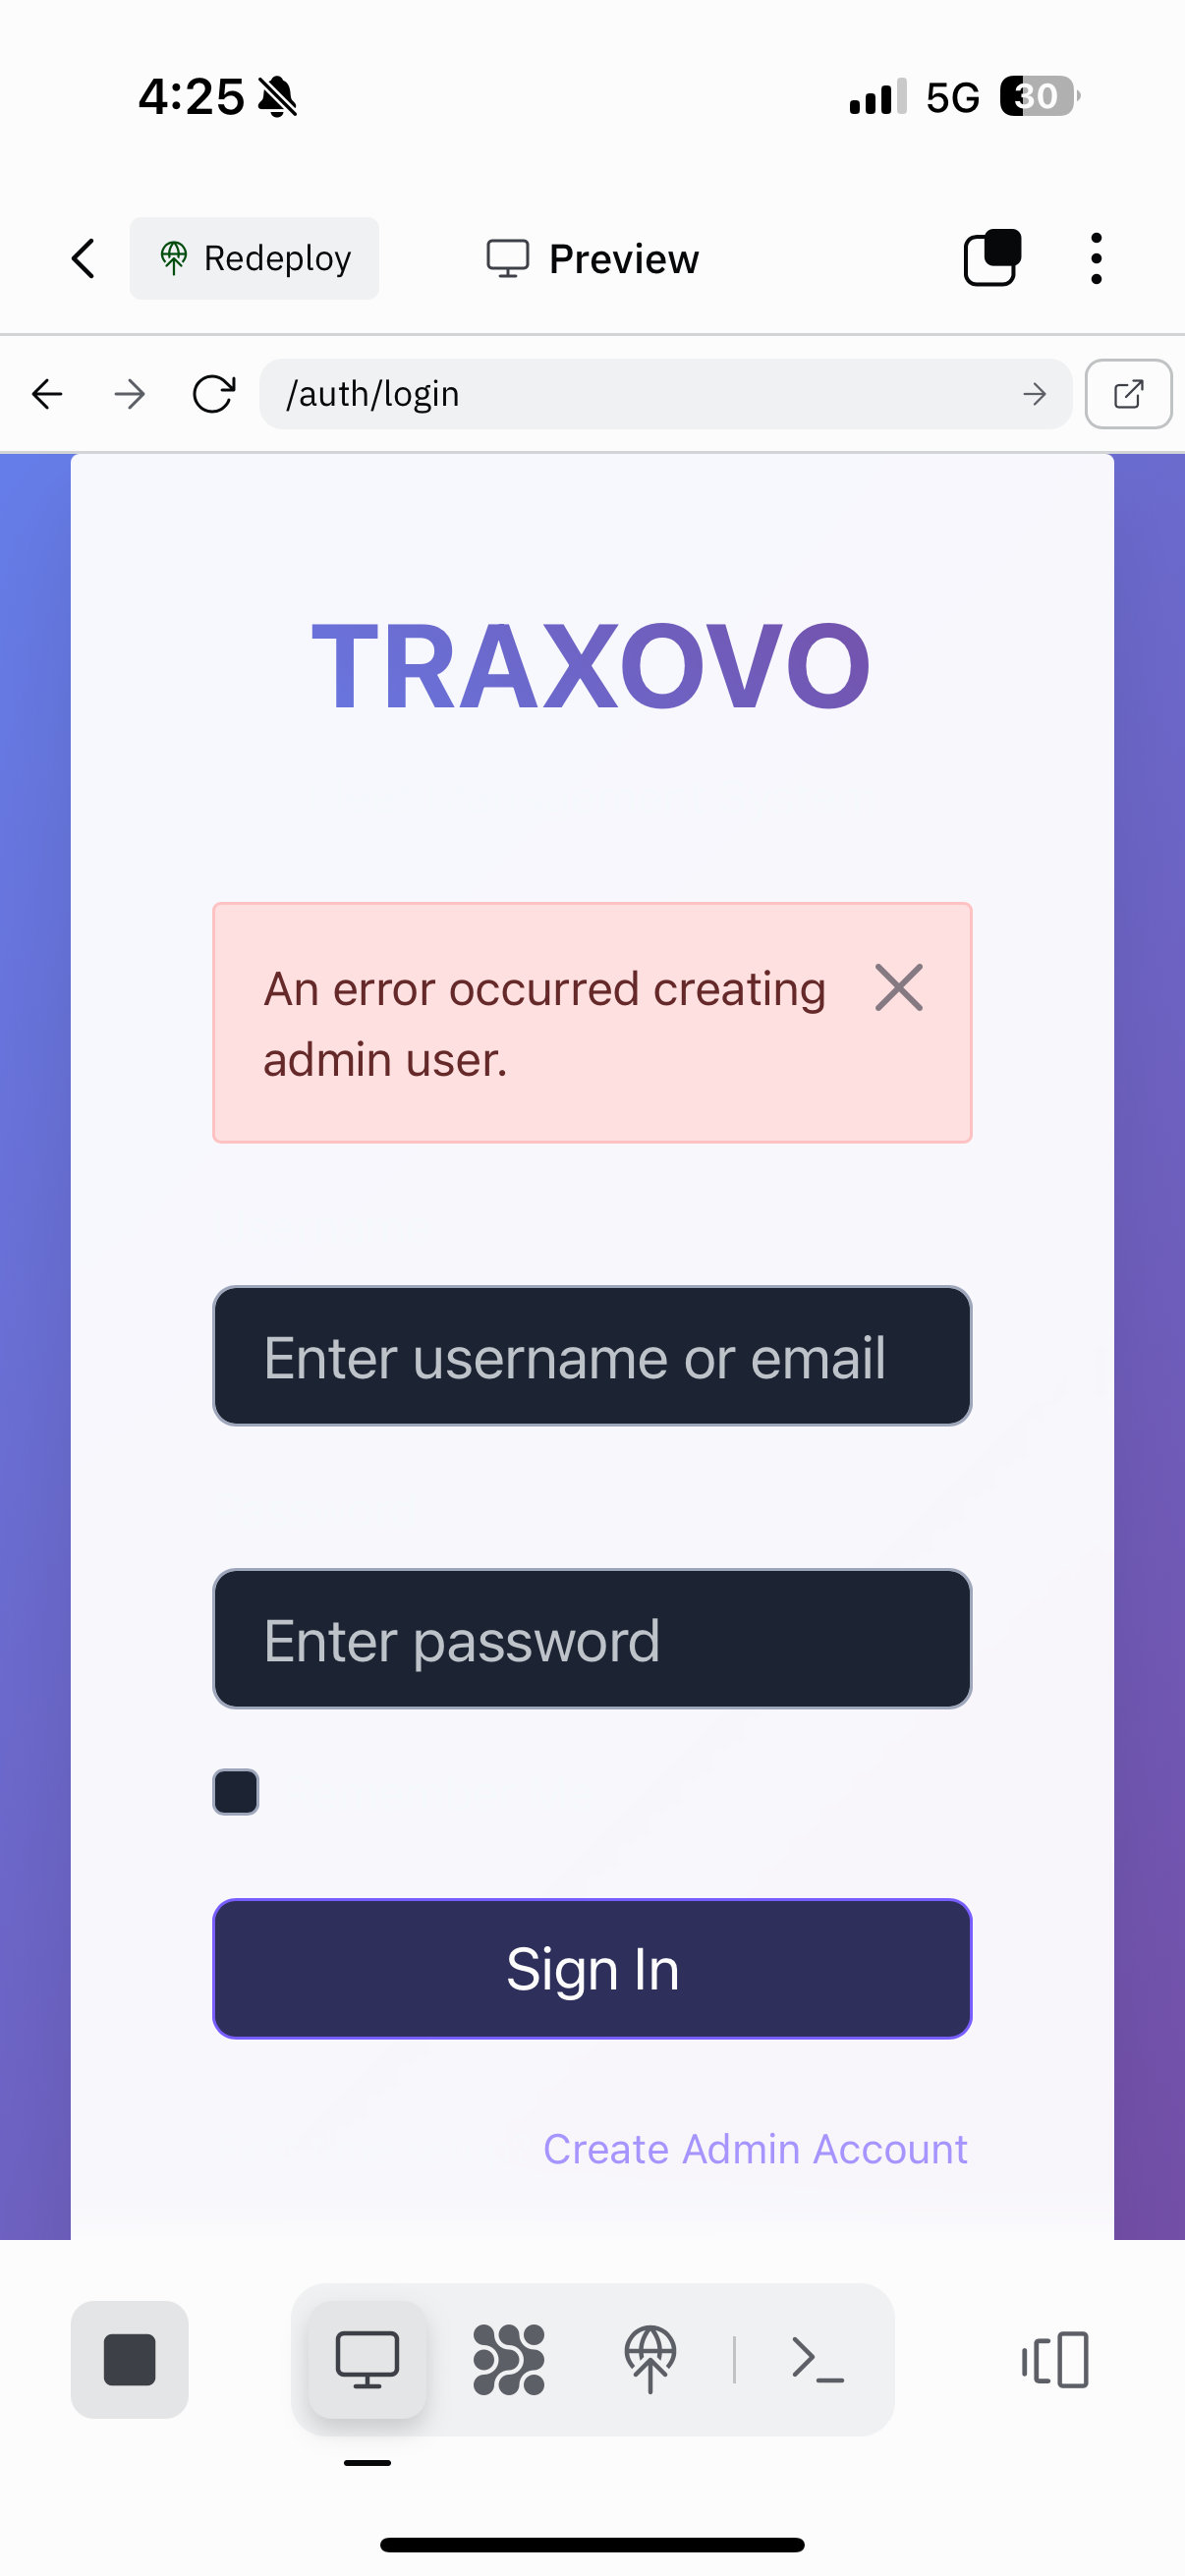 4:25
5G
30
Redeploy
Preview
/auth/login
TRAXOVO
An error occurred creating
admin user.
Enter username or email
Enter password
Sign In
Create Admin Account